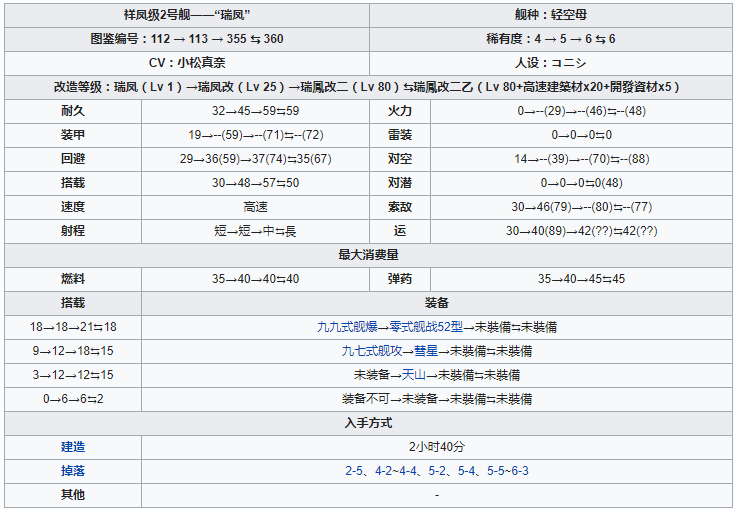 祥凤级2号舰——“瑞凤” 舰种：轻空母
图鉴编号：112 → 113 → 355 ⇆ 360 稀有度：4 → 5 → 6 ⇆ 6
CV：小松真奈 人设：コニシ
改造等级：瑞凤（Lv 1）→瑞凤改（Lv 25）→瑞鳳改二（Lv 80）⇆瑞鳳改二乙（Lv 80+高速建築材x20+開發資材x5）
耐久 32→45→59⇆59 火力 0→--(29)→--(46)⇆--(48)
装甲 19→--(59)→--(71)⇆--(72) 雷装 0→0→0⇆0
回避 29→36(59)→37(74)⇆35(67) 对空 14→--(39)→--(70)⇆--(88)
搭载 30→48→57⇆50 对潜 0→0→0⇆0(48)
速度 高速 索敌 30→46(79)→--(80)⇆--(77)
射程 短→短→中⇆長 运 30→40(89)→42(??)⇆42(??)
最大消费量
燃料 35→40→40⇆40 弹药 35→40→45⇆45
搭载 装备
18→18→21⇆18 九九式舰爆→零式舰战52型→未裝備⇆未裝備
9→12→18⇆15 九七式舰攻→彗星→未裝備⇆未裝備
3→12→12⇆15 未装备→天山→未裝備⇆未裝備
0→6→6⇆2 装备不可→未装备→未裝備⇆未裝備
入手方式
建造 2小时40分
掉落 2-5、4-2~4-4、5-2、5-4、5-5~6-3
其他 -